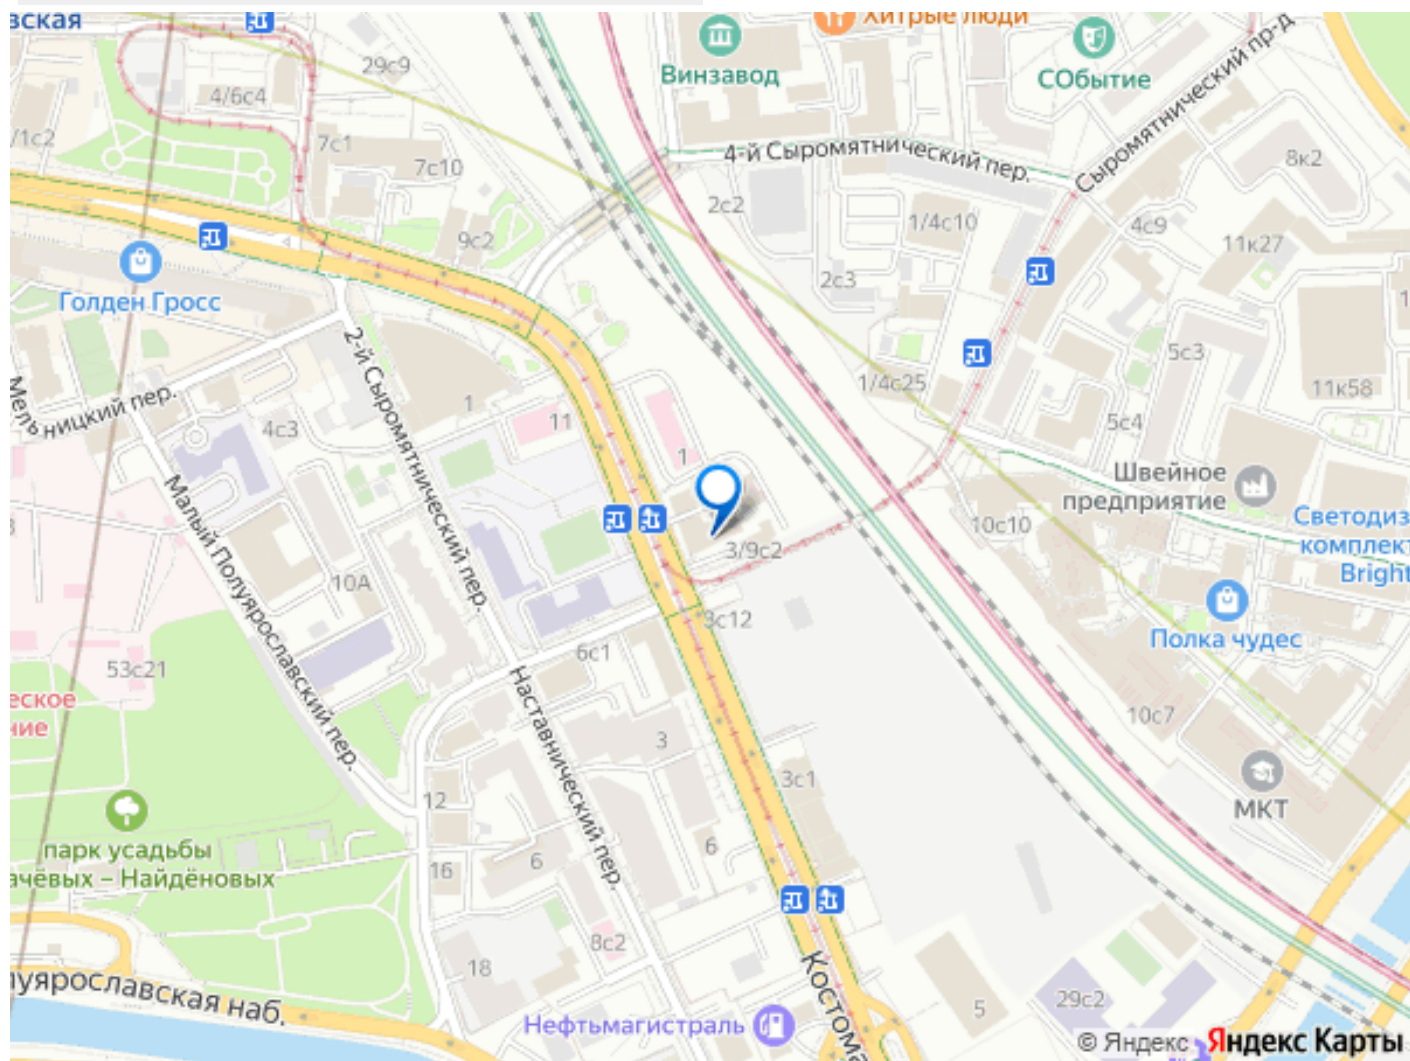 вская
Хитрые люди
29с9
Винзавод
СОбытие
4/6с4
Сыромятнический пр-д
/1с2
7с1
7с10
4-й Сыромятнический пер.
8к2
2с2
1/4с10
4с9
9с2
11к27
Голден Гросс
2с3
2-й Сыромятнический пер.
5с3
1/4с25
11к58
Мельницкий пер.
1
4с3
11
5с4
1
Швейное
предприятие
Малый Полуярославский пер.
10с10
Светодиз
комплект
Bright
3/9с2
10А
3с12
Полка чудес
6с1
53с21
еское
ние
Наставнический пер.
10с7
3
3с1
12
МКТ
парк усадьбы
ачёвых – Найдёновых
6
6
16
8с2
18
луярославская наб.
Костома
5
29с2
Нефтьмагистраль
© Яндекс Яндекс Карты